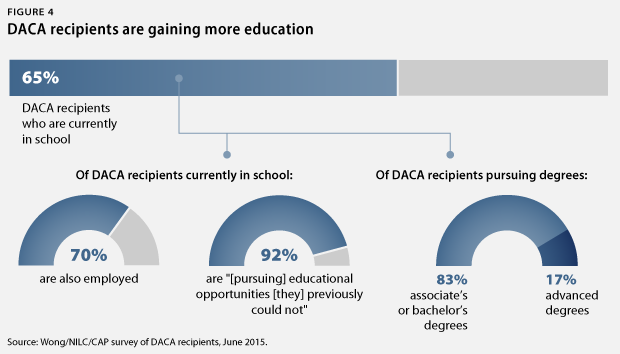 FIGURE 4
DACA recipients are gaining more education
65%
DACA recipients
who are currently
in school
Of DACA recipients currently in school:
70%
are also employed
92%
are "[pursuing] educational
opportunities [they] previously
could not"
Of DACA recipients pursuing degrees:
83%
associate's
or bachelor's
degrees
17%
advanced
degrees
Source: Wong/NILC/CAP survey of DACA recipients, June 2015.